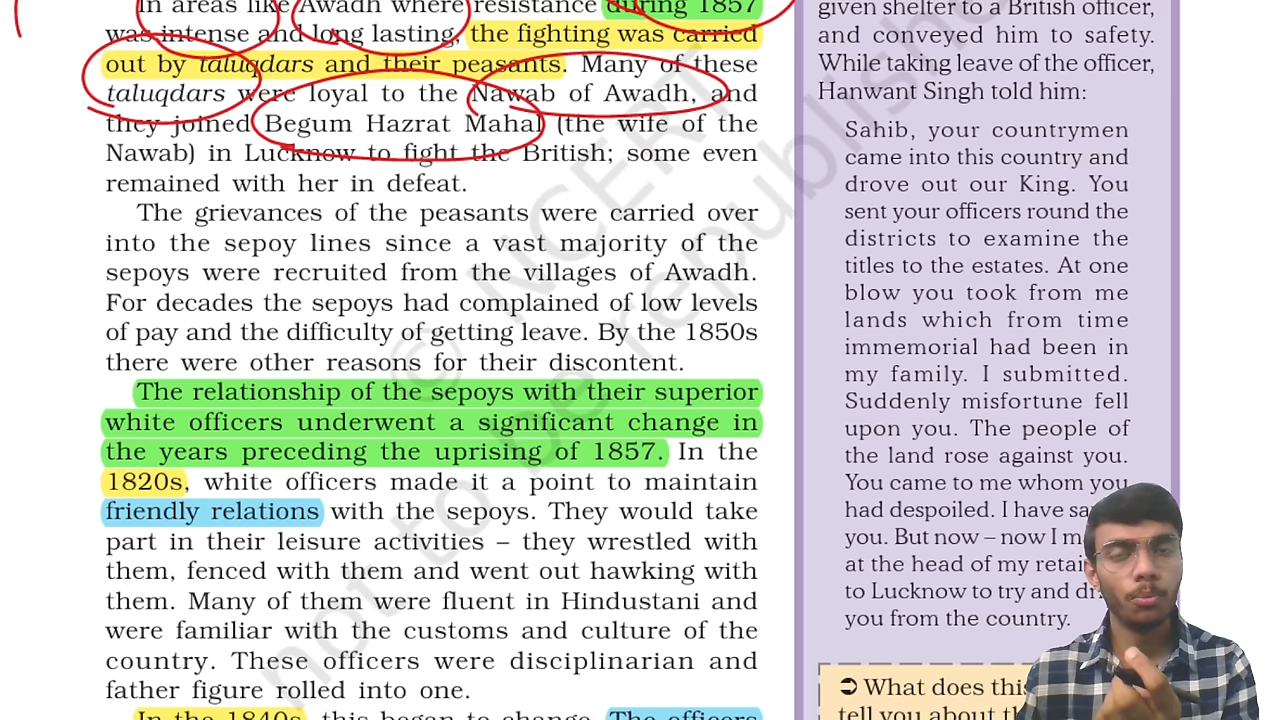 In areas like Awadh where resistance during 1857
was intense and long lasting, the fighting was carried
out by taluqdars and their peasants. Many of these
taluqdars were loyal to the Nawab of Awadh, and
they joined Begum Hazrat Mahal (the wife of the
Nawab) in Lucknow to fight the British; some even
remained with her in defeat.
The grievances of the peasants were carried over
into the sepoy lines since a vast majority of the
sepoys were recruited from the villages of Awadh.
For decades the sepoys had complained of low levels
of pay and the difficulty of getting leave. By the 1850s
there were other reasons for their discontent.
The relationship of the sepoys with their superior
white officers underwent a significant change in
the years preceding the uprising of 1857. In the
1820s, white officers made it a point to maintain
friendly relations with the sepoys. They would take
part in their leisure activities – they wrestled with
them, fenced with them and went out hawking with
them. Many of them were fluent in Hindustani and
were familiar with the customs and culture of the
country. These officers were disciplinarian and
father figure rolled into one.
In the 1840s, this began to change. The officers
given shelter to a British officer,
and conveyed him to safety.
While taking leave of the officer,
Hanwant Singh told him:
Sahib, your countrymen
came into this country and
drove out our King. You
sent your officers round the
districts to examine the
titles to the estates. At one
blow you took from me
lands which from time
immemorial had been in
my family. I submitted.
Suddenly misfortune fell
upon you. The people of
the land rose against you.
You came to me whom you
had despoiled. I have
you. But now – now I
at the head of my
to Lucknow to try and
you from the country.
➲ What does
tell you about
© NCERT
not to be republished